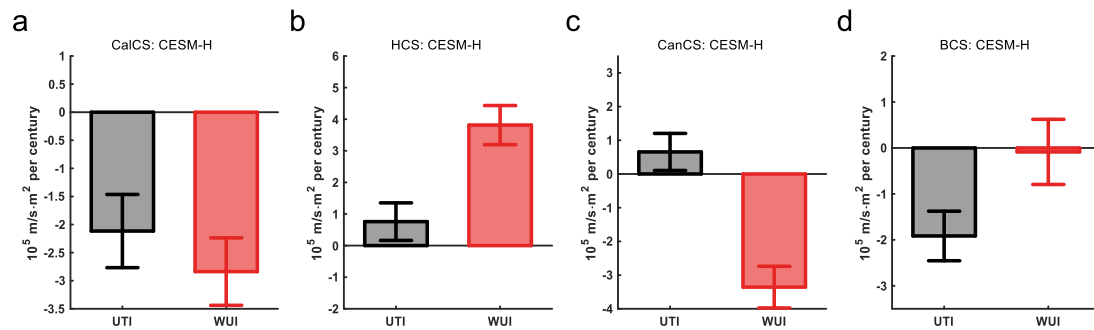 a
CalCS: CESM-H
10⁵ m/s·m² per century
1
0.5
0
-0.5
-1
-1.5
-2
-2.5
-3
-3.5
UTI
WUI
b
HCS: CESM-H
10⁵ m/s·m² per century
6
5
4
3
2
1
0
-1
-2
UTI
WUI
c
CanCS: CESM-H
10⁵ m/s·m² per century
3
2
1
0
-1
-2
-3
-4
UTI
WUI
d
BCS: CESM-H
10⁵ m/s·m² per century
2
1
0
-1
-2
-3
UTI
WUI